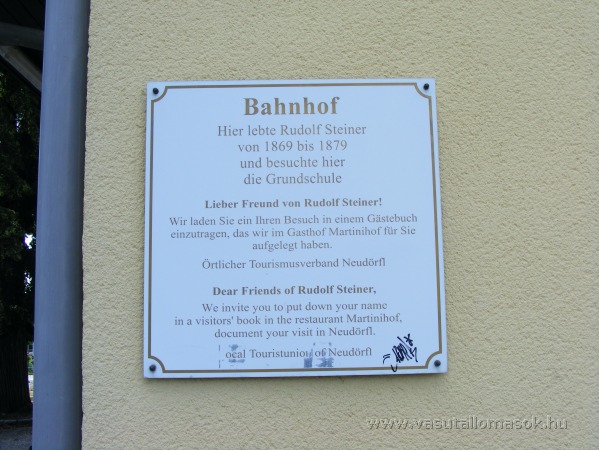 Bahnhof
Hier lebte Rudolf Steiner
von 1869 bis 1879
und besuchte hier
die Grundschule
Lieber Freund von Rudolf Steiner!
Wir laden Sie ein Ihren Besuch in einem Gästebuch
einzutragen, das wir im Gasthof Martinihof für Sie
aufgelegt haben.
Örtlicher Tourismusverband Neudörfl
Dear Friends of Rudolf Steiner,
We invite you to put down your name
in a visitors' book in the restaurant Martinihof,
document your visit in Neudörfl.
ocal Touristunion of Neudörfl
www.vasutallomasok.hu